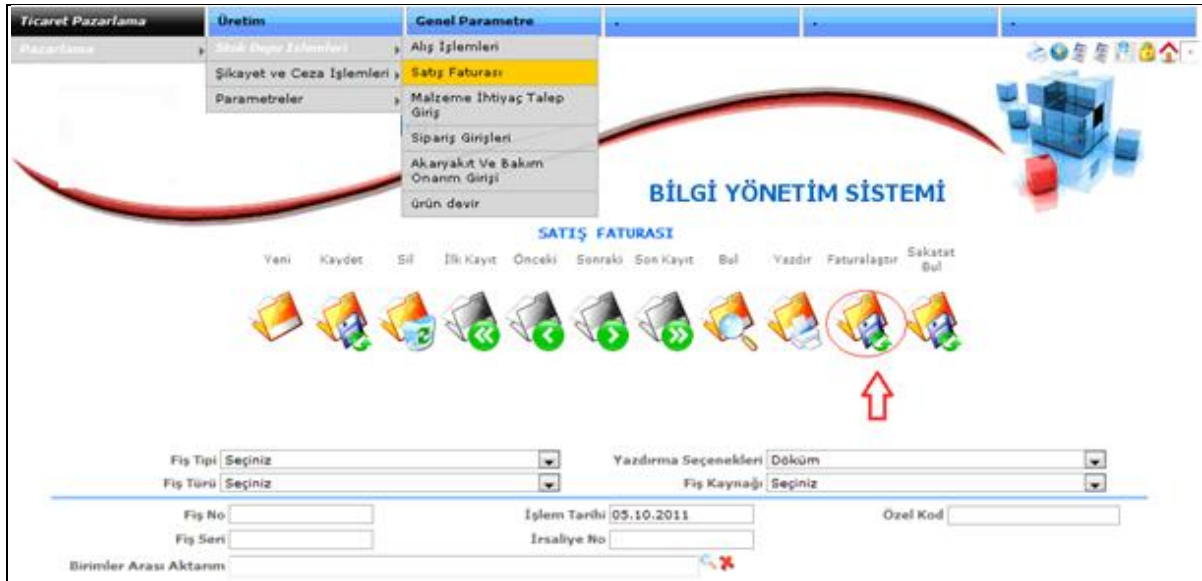 Ticaret Pazarlama
Üretim
Genel Parametre
.
.
.
Pazarlama
Stok Depo İşlemleri
Alış İşlemleri
Şikayet ve Ceza İşlemleri
Satış Faturası
Parametreler
Malzeme İhtiyaç Talep
Giriş
Sipariş Girişleri
Akaryakıt Ve Bakım
Onarım Girişi
ürün devir
BİLGİ YÖNETİM SİSTEMİ
SATIŞ FATURASI
Yeni
Kaydet
Sil
İlk Kayıt
Önceki
Sonraki
Son Kayıt
Bul
Yazdır
Faturalaştır
Sakatat
Bul
Fiş Tipi Seçiniz
Yazdırma Seçenekleri Döküm
Fiş Türü Seçiniz
Fiş Kaynağı Seçiniz
Fiş No
İşlem Tarihi 05.10.2011
Özel Kod
Fiş Seri
İrsaliye No
Birimler Arası Aktarım